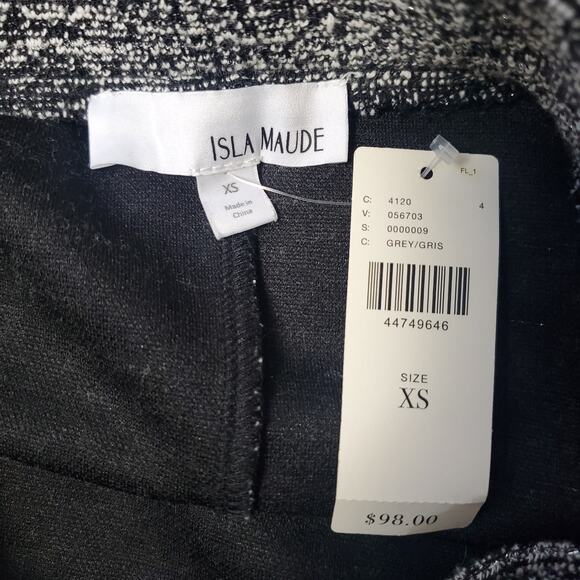 ISLA MAUDE
XS
Made in
China
FL_1
C: 4120 4
V: 056703
S: 0000009
C: GREY/GRIS
44749646
SIZE
XS
$98.00